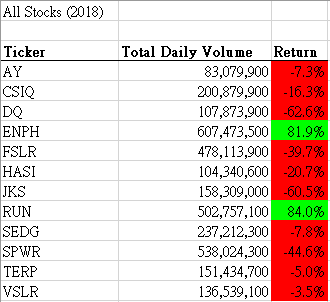 All Stocks (2018)
Ticker Total Daily Volume Return
AY 83,079,900 -7.3%
CSIQ 200,879,900 -16.3%
DQ 107,873,900 -62.6%
ENPH 607,473,500 81.9%
FSLR 478,113,900 -39.7%
HASI 104,340,600 -20.7%
JKS 158,309,000 -60.5%
RUN 502,757,100 84.0%
SEDG 237,212,300 -7.8%
SPWR 538,024,300 -44.6%
TERP 151,434,700 -5.0%
VSLR 136,539,100 -3.5%